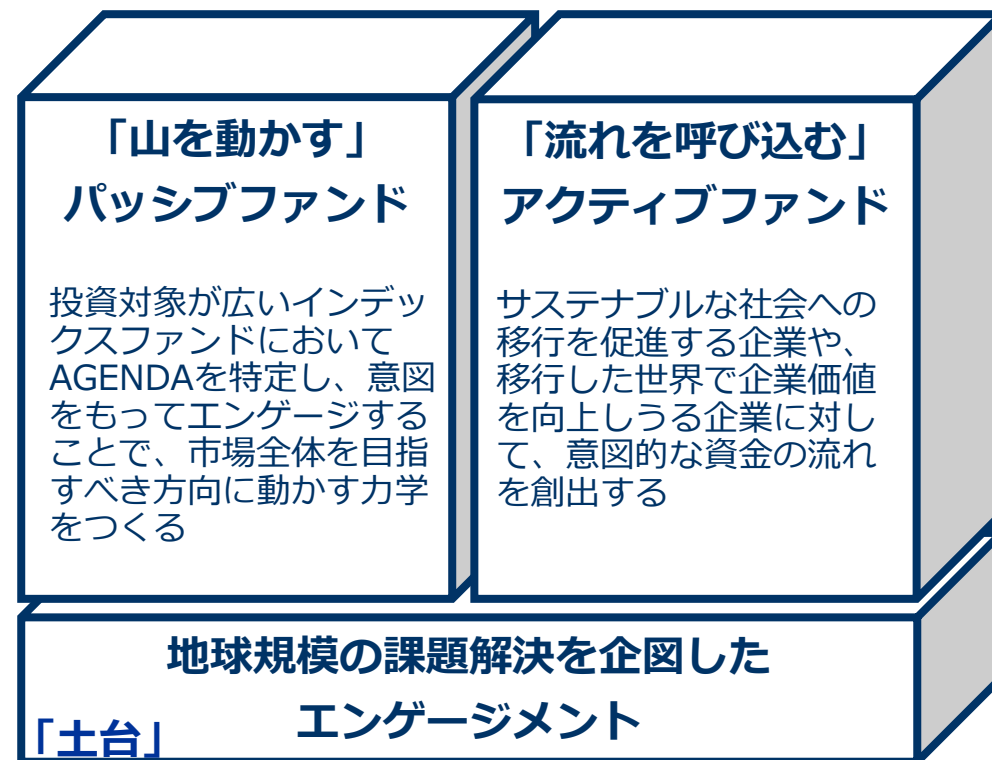 「山を動かす」
パッシブファンド
投資対象が広いインデッ
クスファンドにおいて
AGENDAを特定し、意図
をもってエンゲージする
ことで、市場全体を目指
すべき方向に動かす力学
をつくる
「流れを呼び込む」
アクティブファンド
サステナブルな社会への
移行を促進する企業や、
移行した世界で企業価値
を向上しうる企業に対し
て、意図的な資金の流れ
を創出する
地球規模の課題解決を企図した
エンゲージメント
「土台」